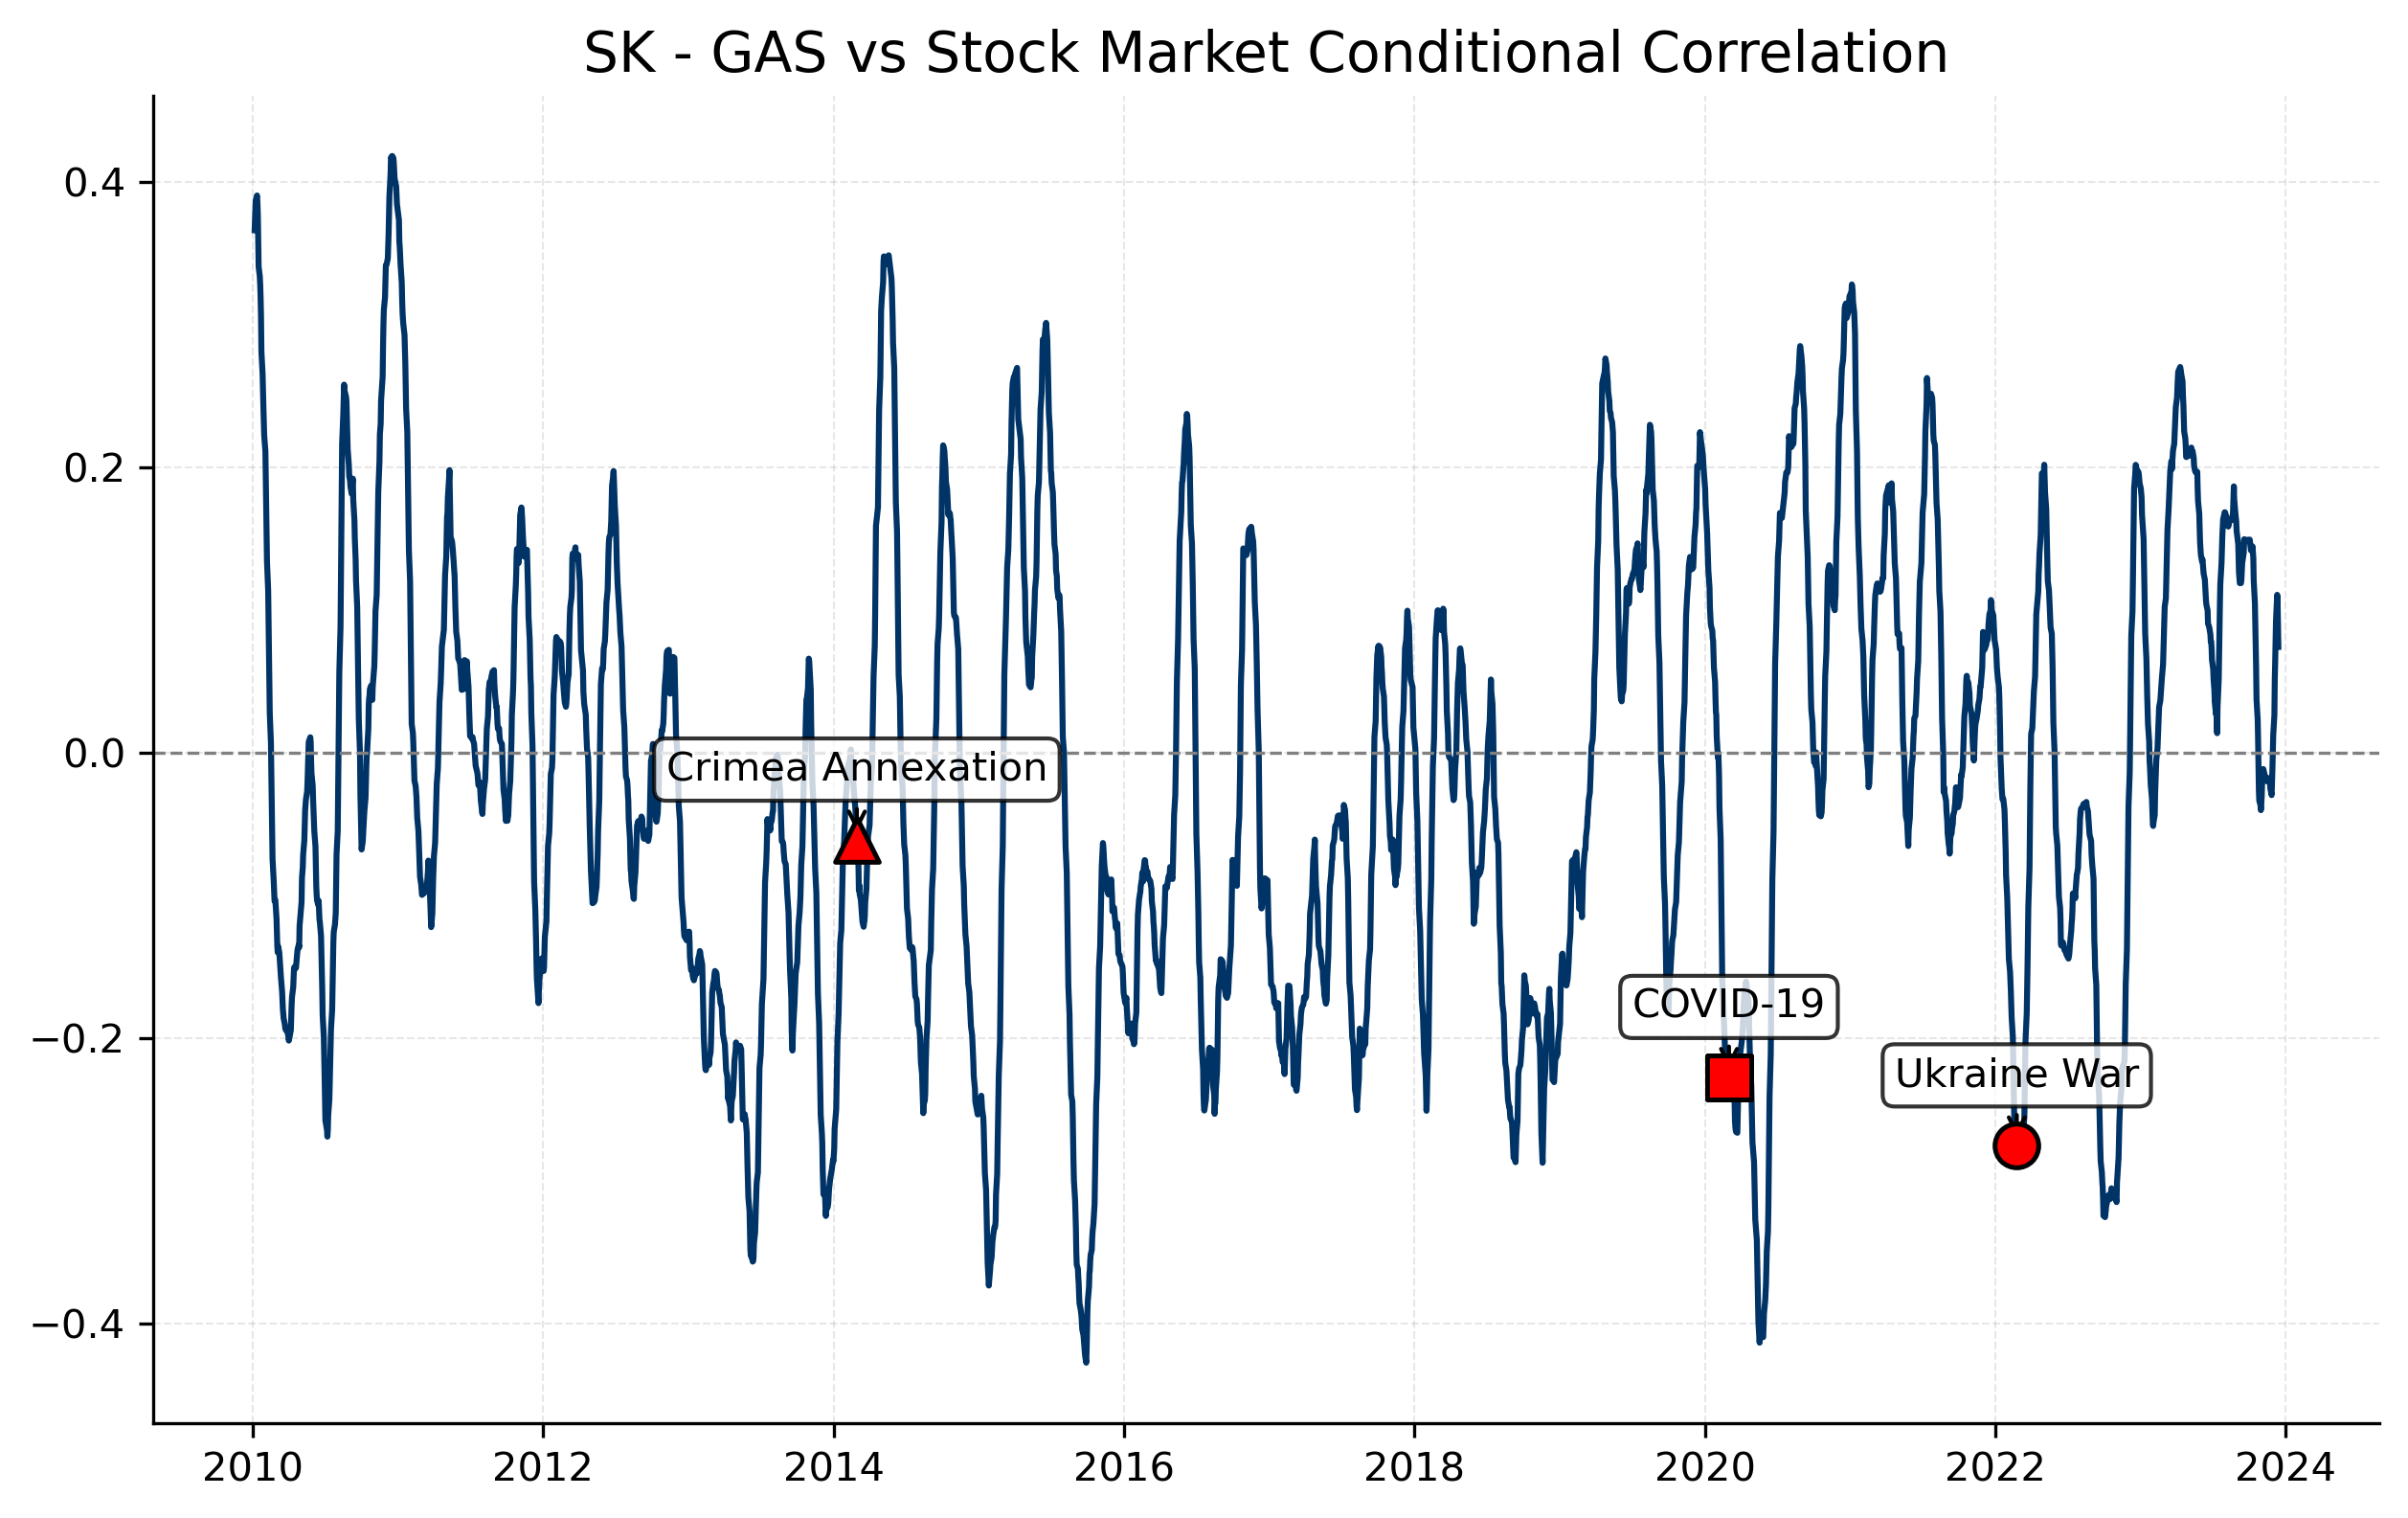 SK - GAS vs Stock Market Conditional Correlation
0.4
0.2
0.0
−0.2
−0.4
Crimea Annexation
COVID-19
Ukraine War
2010 2012 2014 2016 2018 2020 2022 2024